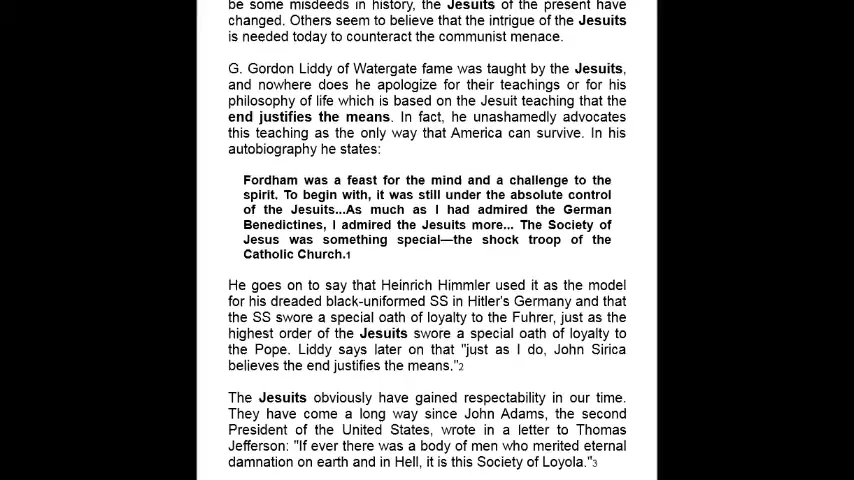 be some misdeeds in history, the Jesuits of the present have
changed. Others seem to believe that the intrigue of the Jesuits
is needed today to counteract the communist menace.
G. Gordon Liddy of Watergate fame was taught by the Jesuits,
and nowhere does he apologize for their teachings or for his
philosophy of life which is based on the Jesuit teaching that the
end justifies the means. In fact, he unashamedly advocates
this teaching as the only way that America can survive. In his
autobiography he states:
Fordham was a feast for the mind and a challenge to the
spirit. To begin with, it was still under the absolute control
of the Jesuits...As much as I had admired the German
Benedictines, I admired the Jesuits more... The Society of
Jesus was something special—the shock troop of the
Catholic Church.1
He goes on to say that Heinrich Himmler used it as the model
for his dreaded black-uniformed SS in Hitler's Germany and that
the SS swore a special oath of loyalty to the Fuhrer, just as the
highest order of the Jesuits swore a special oath of loyalty to
the Pope. Liddy says later on that "just as I do, John Sirica
believes the end justifies the means."2
The Jesuits obviously have gained respectability in our time.
They have come a long way since John Adams, the second
President of the United States, wrote in a letter to Thomas
Jefferson: "If ever there was a body of men who merited eternal
damnation on earth and in Hell, it is this Society of Loyola."3